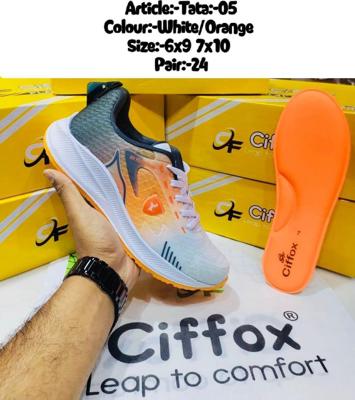 Article:-Tata:-05
Colour:-White/Orange
Size:-6x9 7x10
Pair:-24
Ciffox
Ciffox
Ciffox
Ciffox®
Leap to comfort